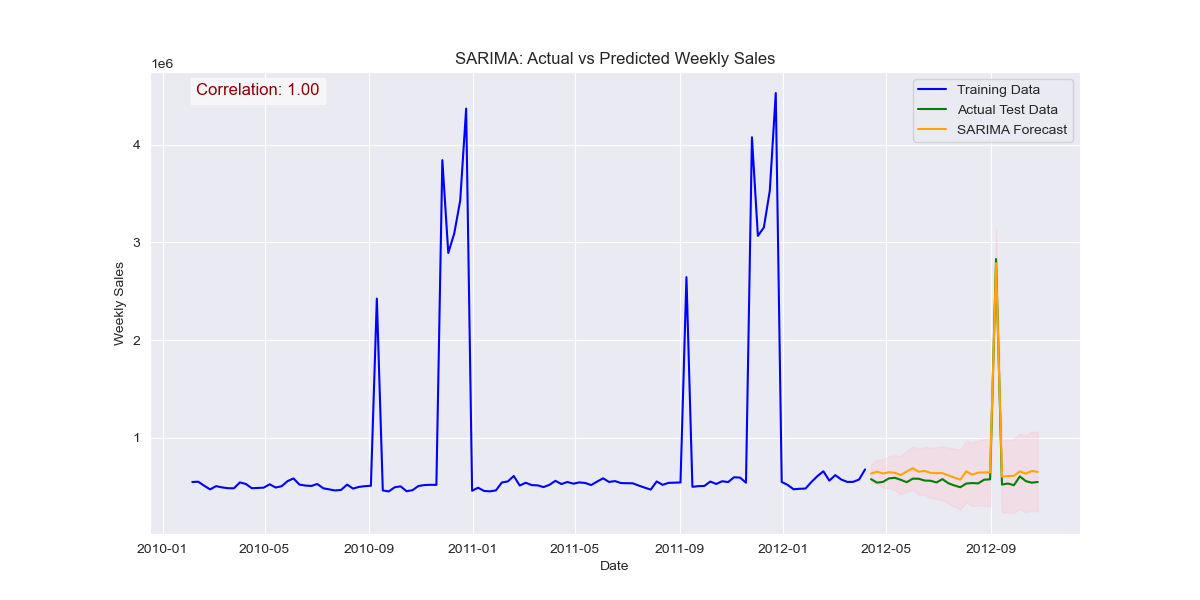 SARIMA: Actual vs Predicted Weekly Sales
1e6
Correlation: 1.00
Training Data
Actual Test Data
SARIMA Forecast
4
3
2
1
Weekly Sales
2010-01 2010-05 2010-09 2011-01 2011-05 2011-09 2012-01 2012-05 2012-09
Date